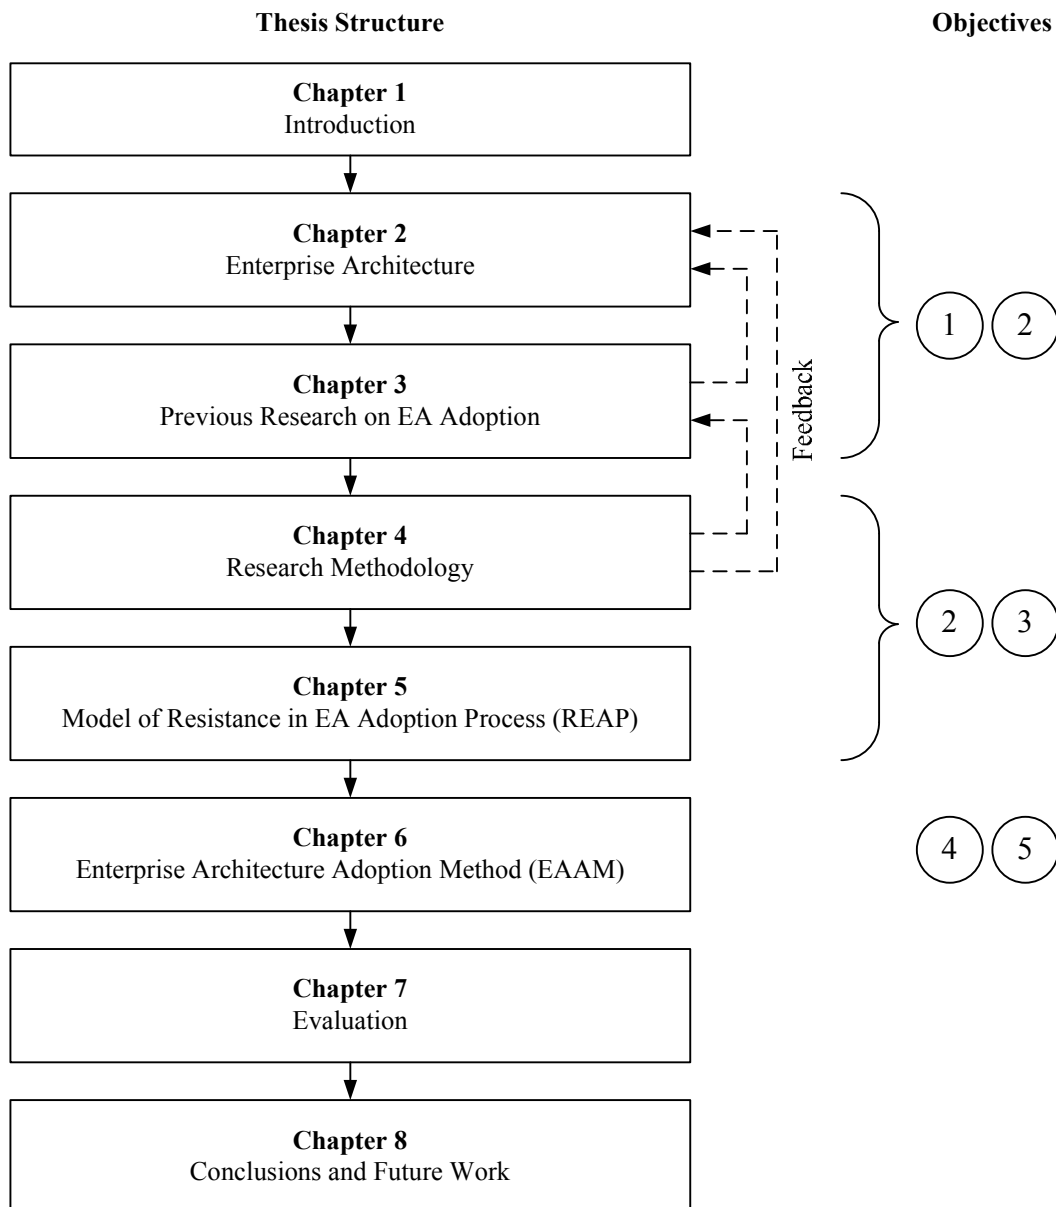 Thesis Structure
Objectives
Chapter 1
Introduction
Chapter 2
Enterprise Architecture
1 2
Chapter 3
Previous Research on EA Adoption
Feedback
Chapter 4
Research Methodology
2 3
Chapter 5
Model of Resistance in EA Adoption Process (REAP)
Chapter 6
Enterprise Architecture Adoption Method (EAAM)
4 5
Chapter 7
Evaluation
Chapter 8
Conclusions and Future Work